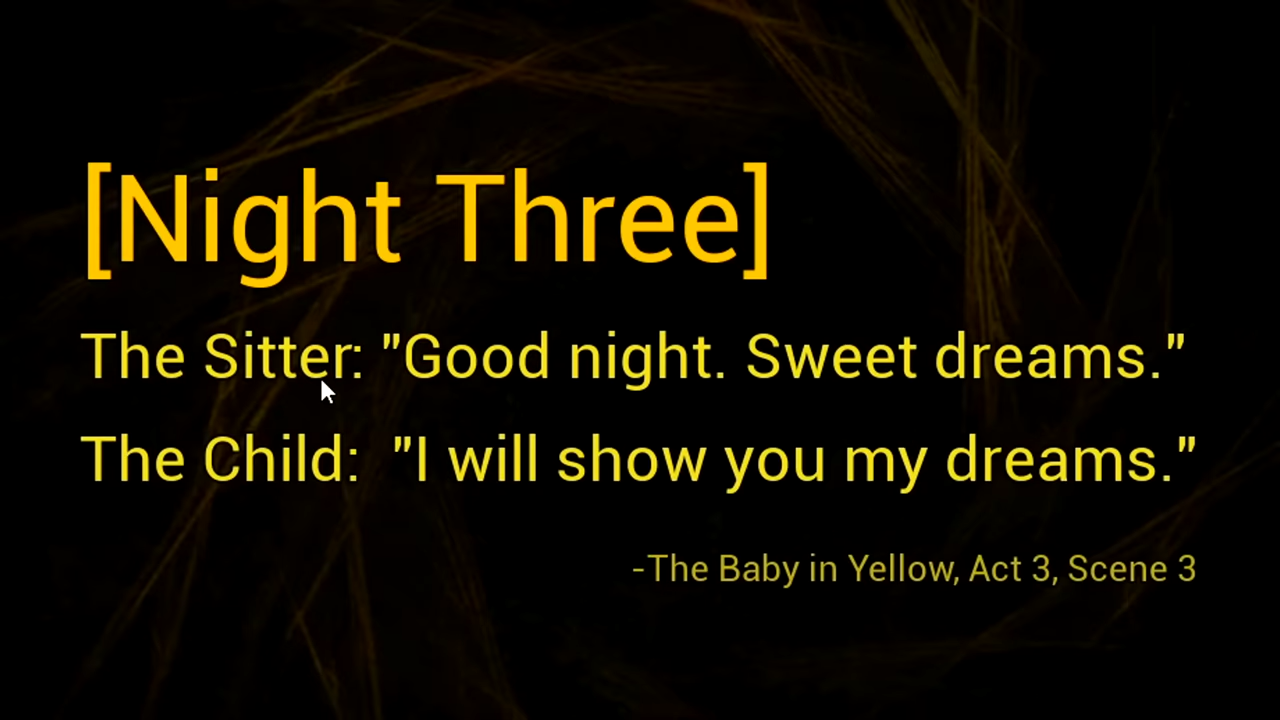 [Night Three]
The Sitter: "Good night. Sweet dreams."
The Child: "I will show you my dreams."
-The Baby in Yellow, Act 3, Scene 3